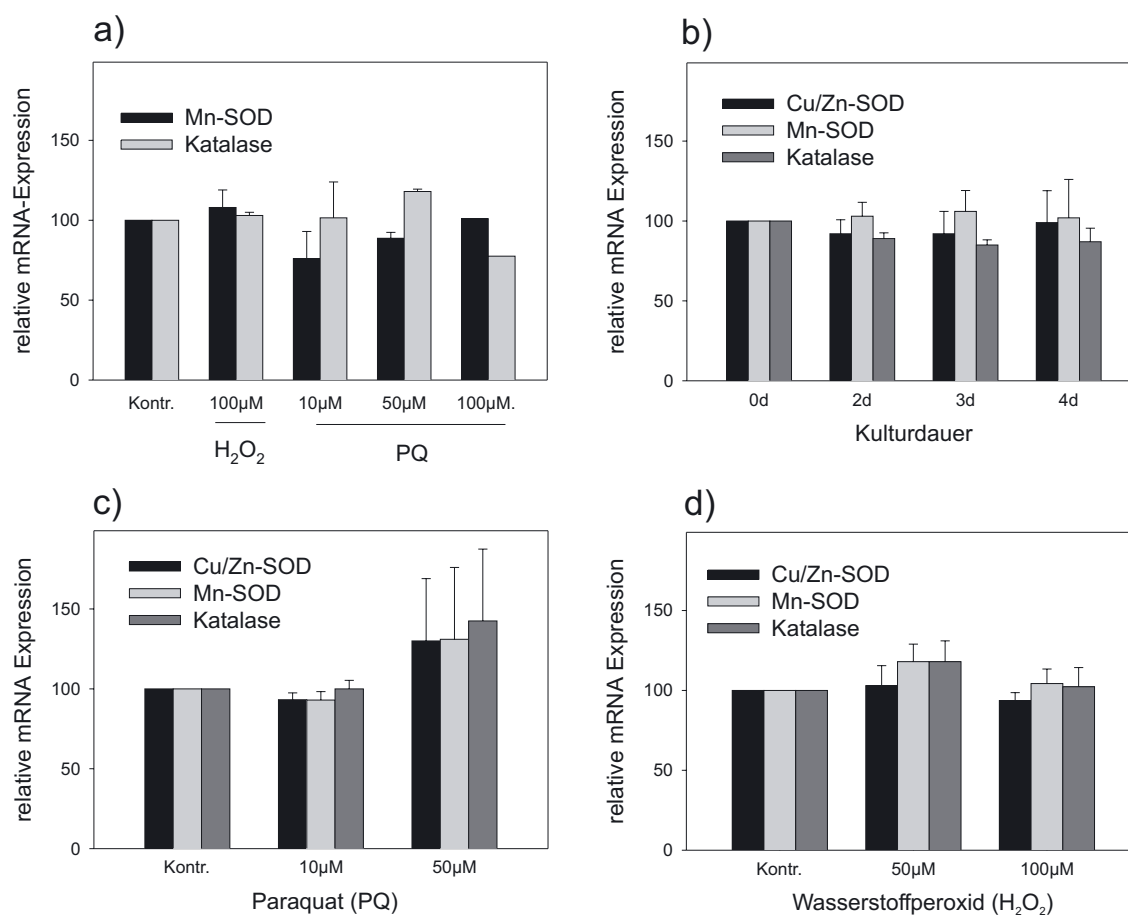 a)
relative mRNA-Expression
150
100
50
0
Mn-SOD
Katalase
Kontr.
100µM
10µM
50µM
100µM.
H₂O₂
PQ
b)
relative mRNA Expression
150
100
50
0
Cu/Zn-SOD
Mn-SOD
Katalase
0d
2d
3d
4d
Kulturdauer
c)
relative mRNA Expression
150
100
50
0
Cu/Zn-SOD
Mn-SOD
Katalase
Kontr.
10µM
50µM
Paraquat (PQ)
d)
relative mRNA Expression
150
100
50
0
Cu/Zn-SOD
Mn-SOD
Katalase
Kontr.
50µM
100µM
Wasserstoffperoxid (H₂O₂)